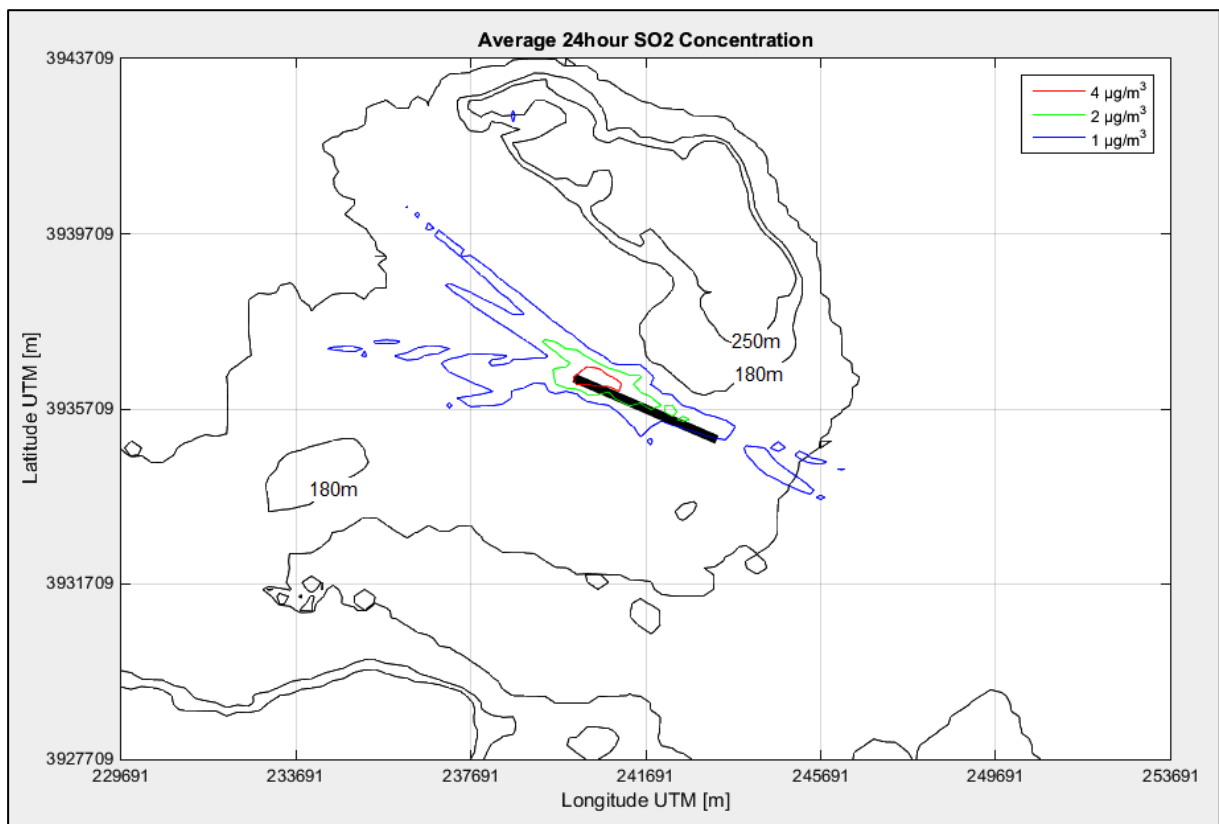 Average 24hour SO2 Concentration
3943709
4 µg/m³
2 µg/m³
1 µg/m³
3939709
250m
180m
3935709
Latitude UTM [m]
180m
3931709
3927709
229691 233691 237691 241691 245691 249691 253691
Longitude UTM [m]